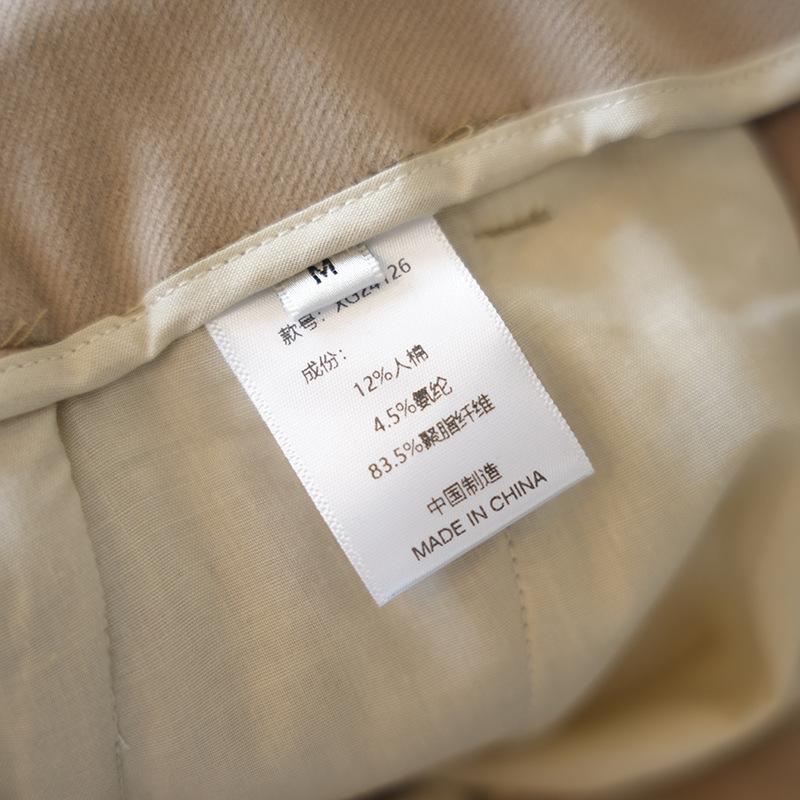 M
款号: XG24126
成份:
12%人棉
4.5%氨纶
83.5%聚脂纤维
中国制造
MADE IN CHINA